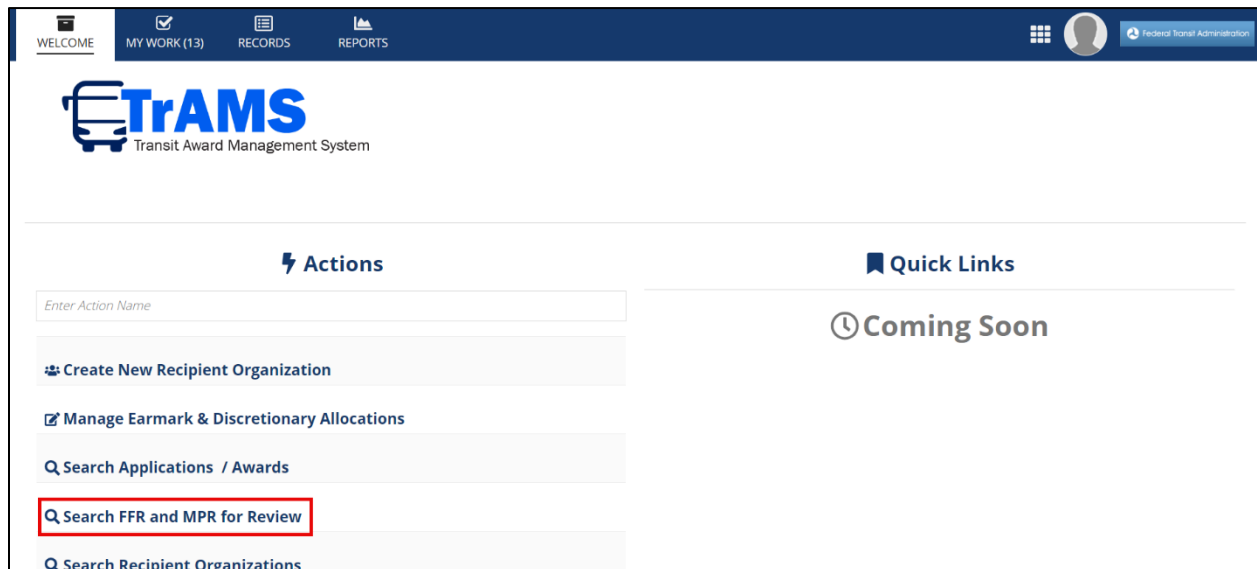 WELCOME
MY WORK (13)
RECORDS
REPORTS
Federal Transit Administration
TrAMS
Transit Award Management System
Actions
Quick Links
Enter Action Name
Coming Soon
Create New Recipient Organization
Manage Earmark & Discretionary Allocations
Search Applications / Awards
Search FFR and MPR for Review
Search Recipient Organizations